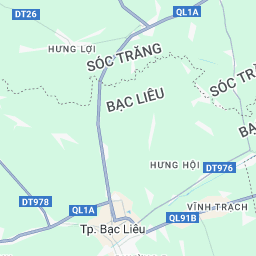 QL1A
DT26
HƯNG LỢI
SÓC TRĂNG
SÓC TRĂ
BẠC LIÊU
BẠ
HƯNG HỘI
DT976
DT978
QL1A
VĨNH TRẠCH
QL91B
Tp. Bạc Liêu